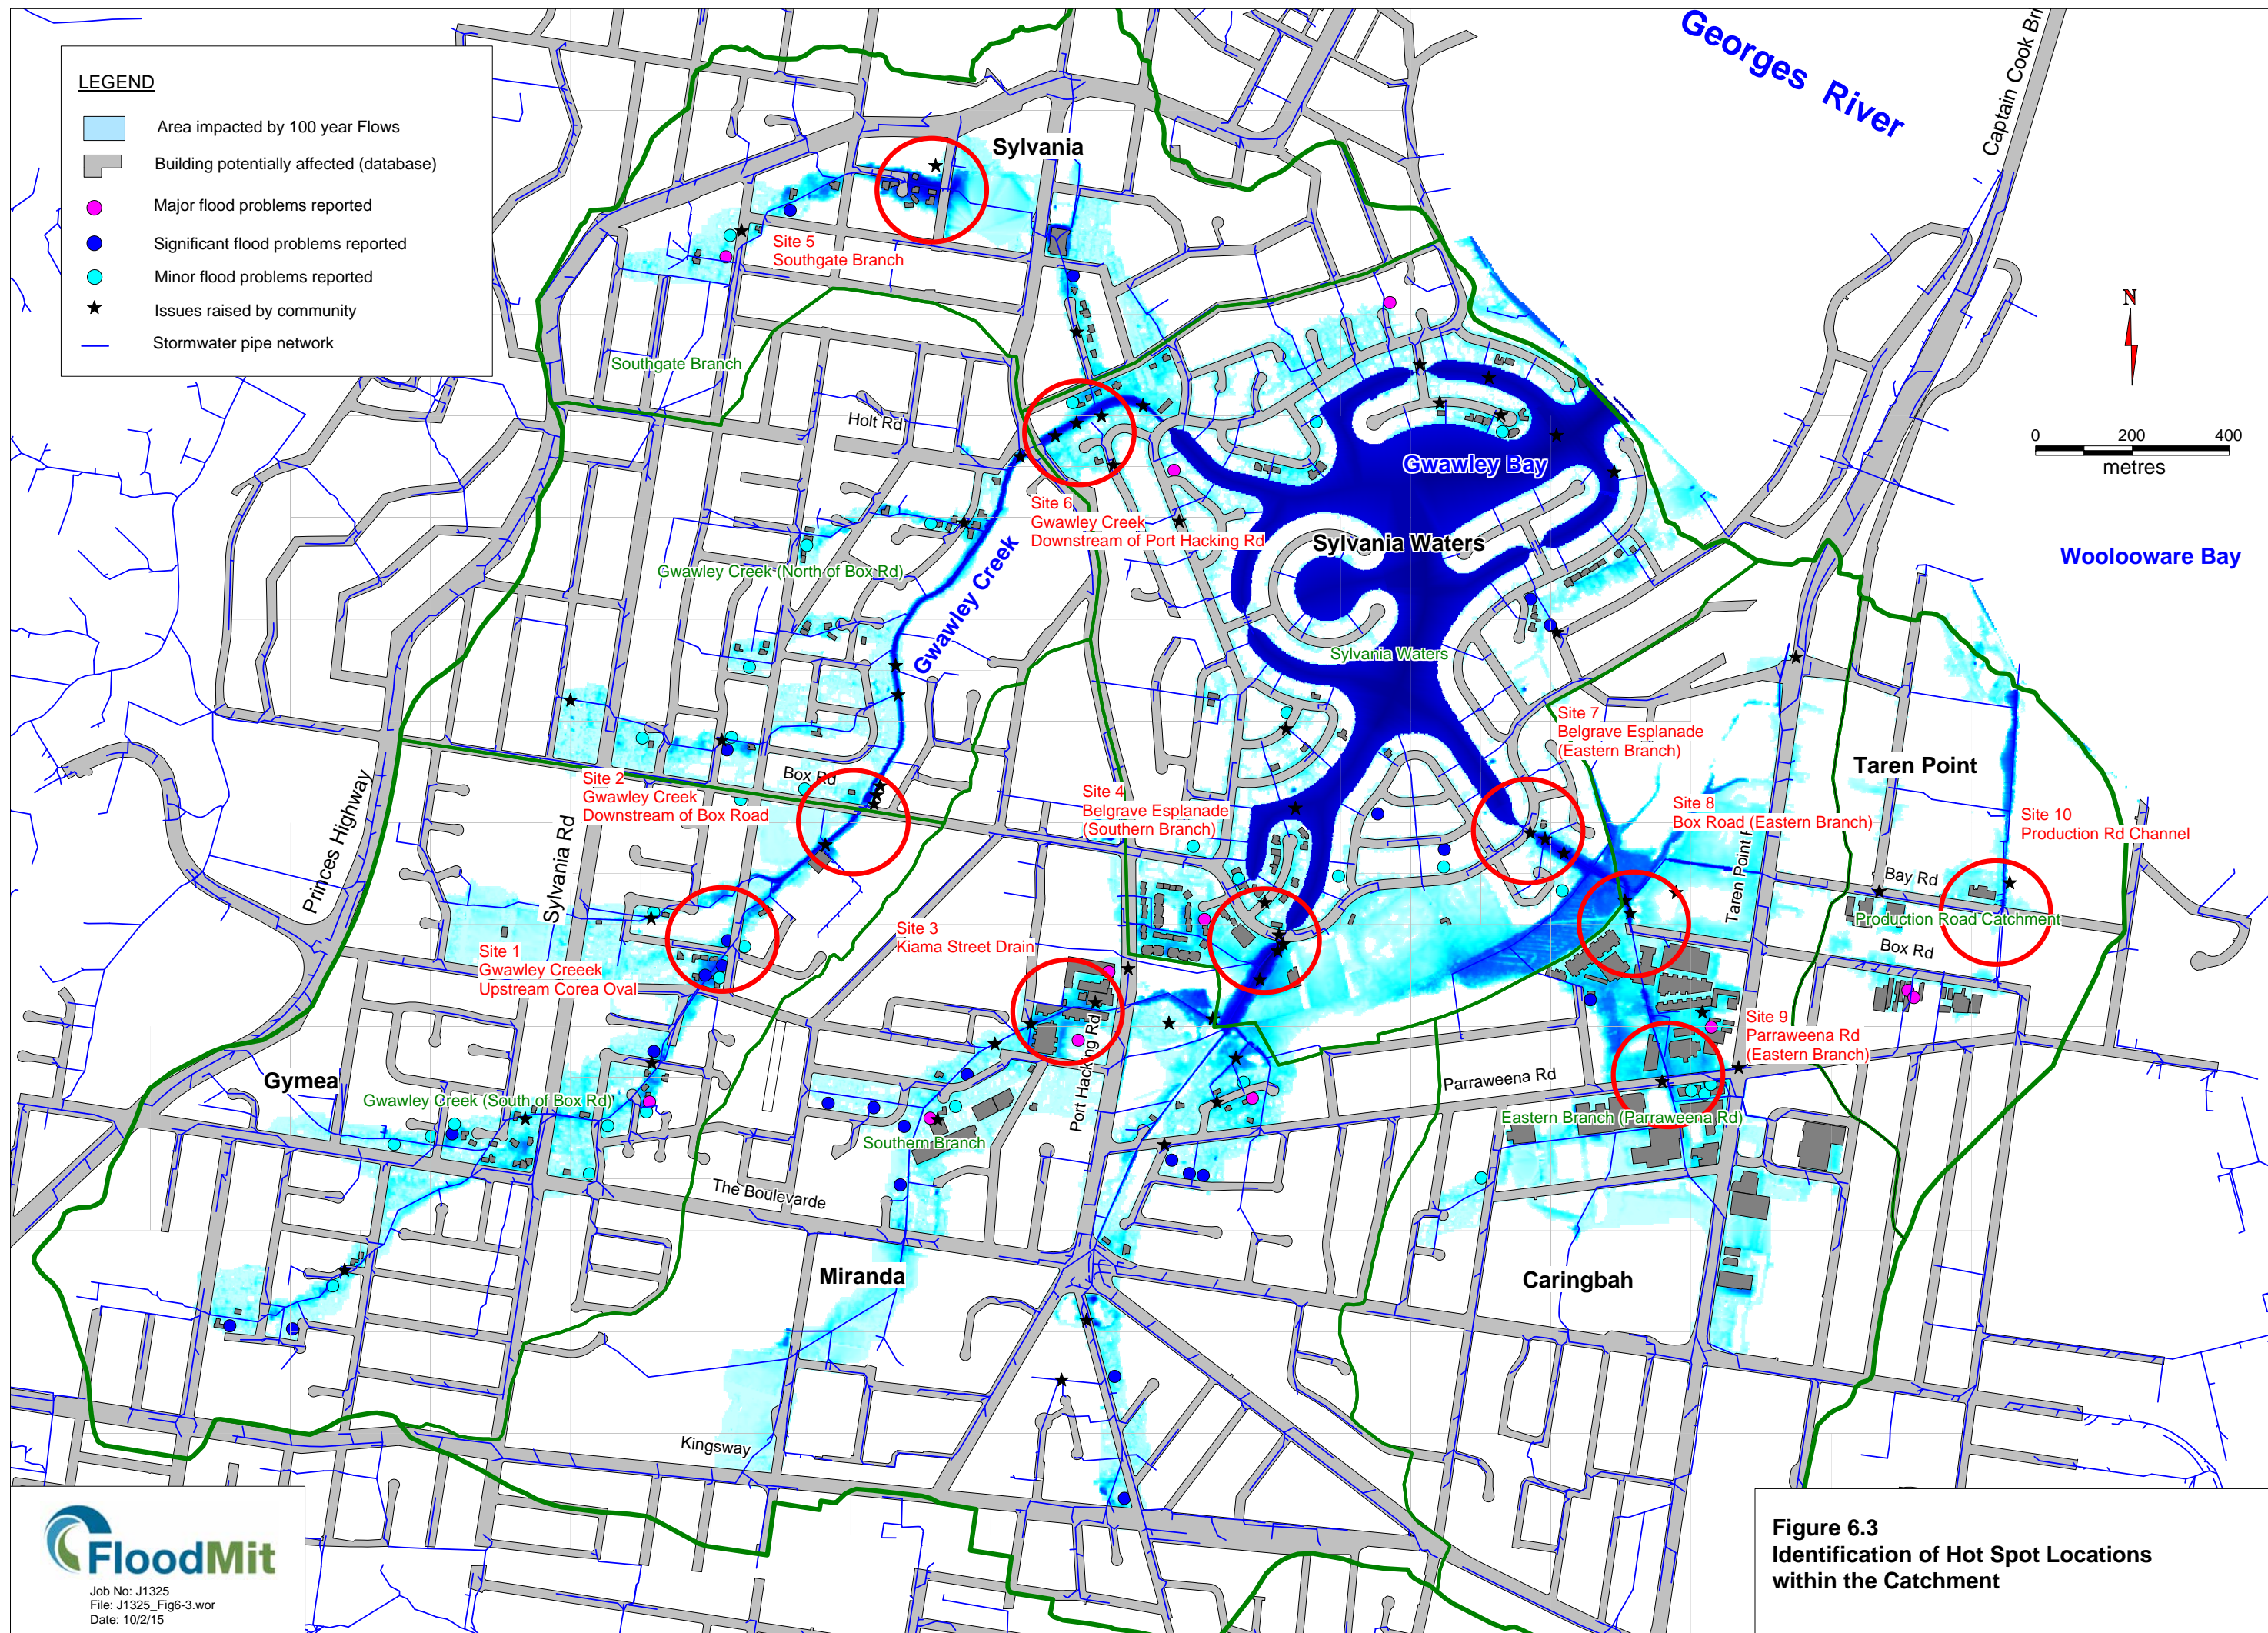 LEGEND
Area impacted by 100 year Flows
Building potentially affected (database)
Major flood problems reported
Significant flood problems reported
Minor flood problems reported
Issues raised by community
Stormwater pipe network
Georges River
Captain Cook Bri
Sylvania
Site 5
Southgate Branch
N
Southgate Branch
Holt Rd
0 200 400
metres
Gwawley Bay
Site 6
Gwawley Creek
Downstream of Port Hacking Rd
Sylvania Waters
Woolooware Bay
Gwawley Creek (North of Box Rd)
Gwawley Creek
Sylvania Waters
Site 7
Belgrave Esplanade
(Eastern Branch)
Taren Point
Box Rd
Site 2
Gwawley Creek
Downstream of Box Road
Site 4
Belgrave Esplanade
(Southern Branch)
Site 8
Box Road (Eastern Branch)
Site 10
Production Rd Channel
Princes Highway
Sylvania Rd
Taren Point R
Bay Rd
Production Road Catchment
Site 3
Kiama Street Drain
Box Rd
Site 1
Gwawley Creeek
Upstream Corea Oval
Site 9
Parraweena Rd
(Eastern Branch)
Port Hacking Rd
Parraweena Rd
Gymea
Gwawley Creek (South of Box Rd)
Eastern Branch (Parraweena Rd)
Southern Branch
The Boulevarde
Miranda
Caringbah
Kingsway
FloodMit
Job No: J1325
File: J1325_Fig6-3.wor
Date: 10/2/15
Figure 6.3
Identification of Hot Spot Locations
within the Catchment